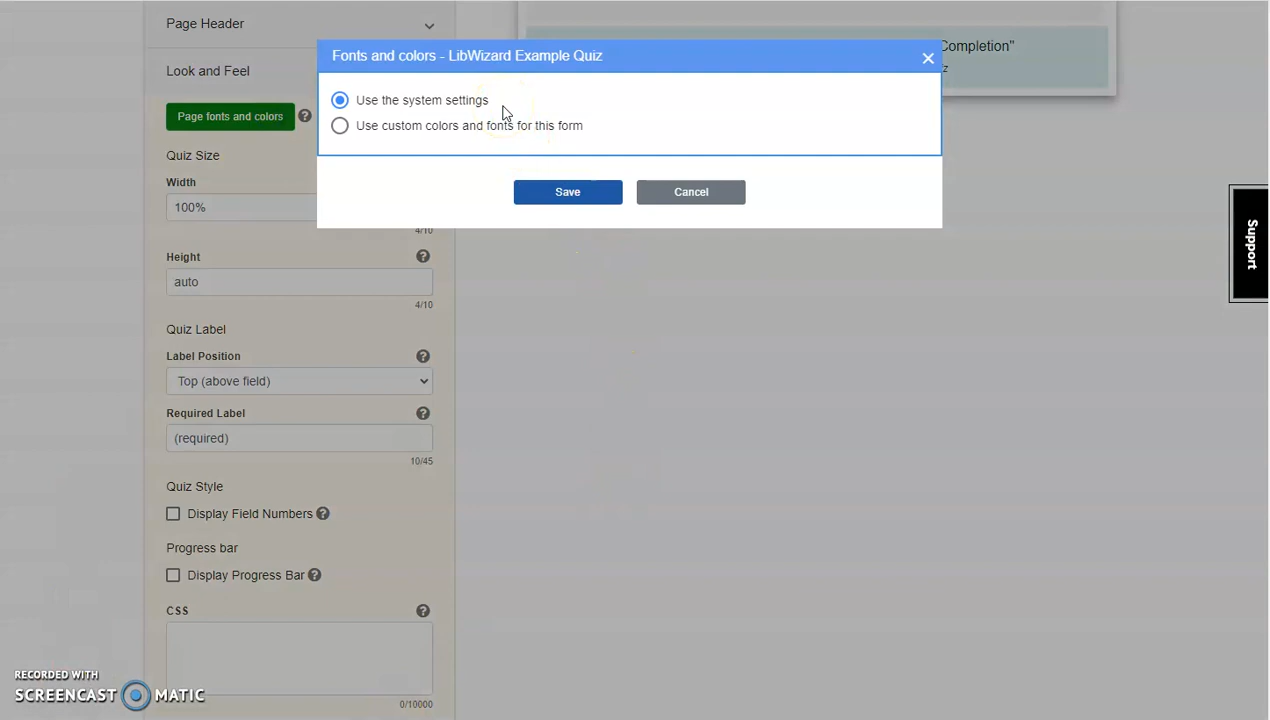 Page Header
Look and Feel
Page fonts and colors
Quiz Size
Width
100%
4/10
Height
auto
4/10
Quiz Label
Label Position
Top (above field)
Required Label
(required)
10/45
Quiz Style
Display Field Numbers
Progress bar
Display Progress Bar
CSS
0/10000
Fonts and colors - LibWizard Example Quiz
Use the system settings
Use custom colors and fonts for this form
Save
Cancel
Completion"
Support
RECORDED WITH
SCREENCAST MATIC